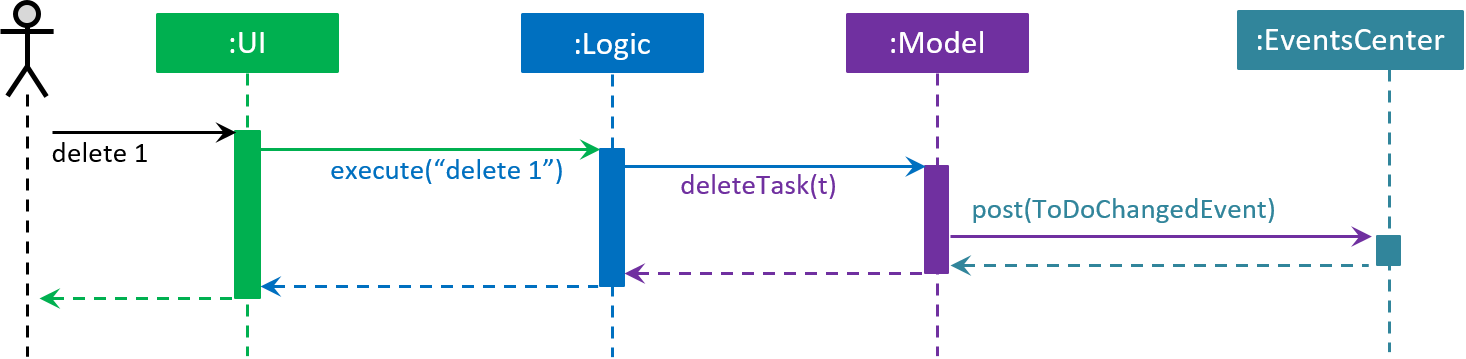 :UI
:Logic
:Model
:EventsCenter
delete 1
execute(“delete 1”)
deleteTask(t)
post(ToDoChangedEvent)